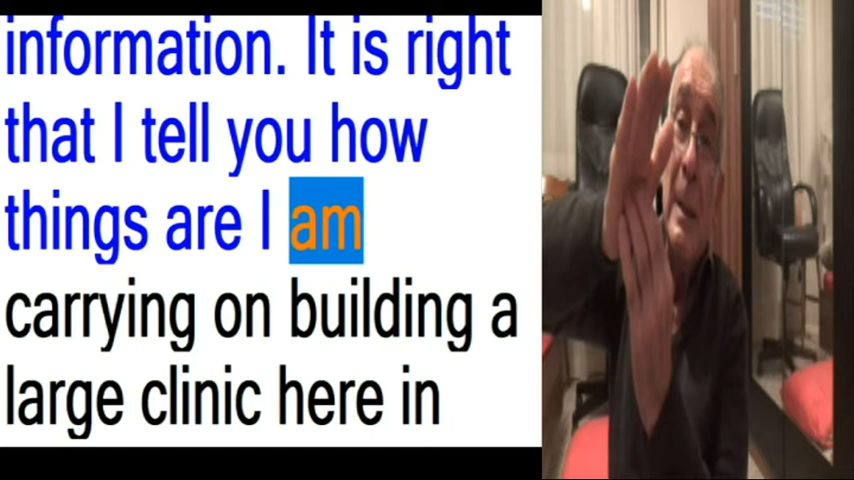 information. It is right
that I tell you how
things are I am
carrying on building a
large clinic here in